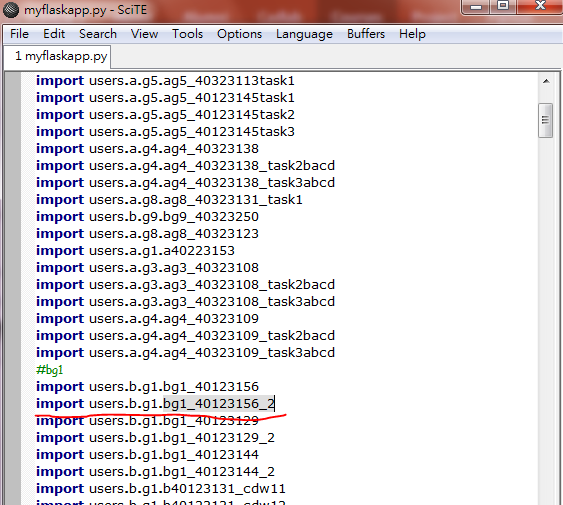 myflaskapp.py - SciTE
File Edit Search View Tools Options Language Buffers Help
1 myflaskapp.py
import users.a.g5.ag5_40323113task1
import users.a.g5.ag5_40123145task1
import users.a.g5.ag5_40123145task2
import users.a.g5.ag5_40123145task3
import users.a.g4.ag4_40323138
import users.a.g4.ag4_40323138_task2bacd
import users.a.g4.ag4_40323138_task3abcd
import users.a.g8.ag8_40323131_task1
import users.b.g9.bg9_40323250
import users.a.g8.ag8_40323123
import users.a.g1.a40223153
import users.a.g3.ag3_40323108
import users.a.g3.ag3_40323108_task2bacd
import users.a.g3.ag3_40323108_task3abcd
import users.a.g4.ag4_40323109
import users.a.g4.ag4_40323109_task2bacd
import users.a.g4.ag4_40323109_task3abcd
#bg1
import users.b.g1.bg1_40123156
import users.b.g1.bg1_40123156_2
import users.b.g1.bg1_40123129
import users.b.g1.bg1_40123129_2
import users.b.g1.bg1_40123144
import users.b.g1.bg1_40123144_2
import users.b.g1.b40123131_cdw11